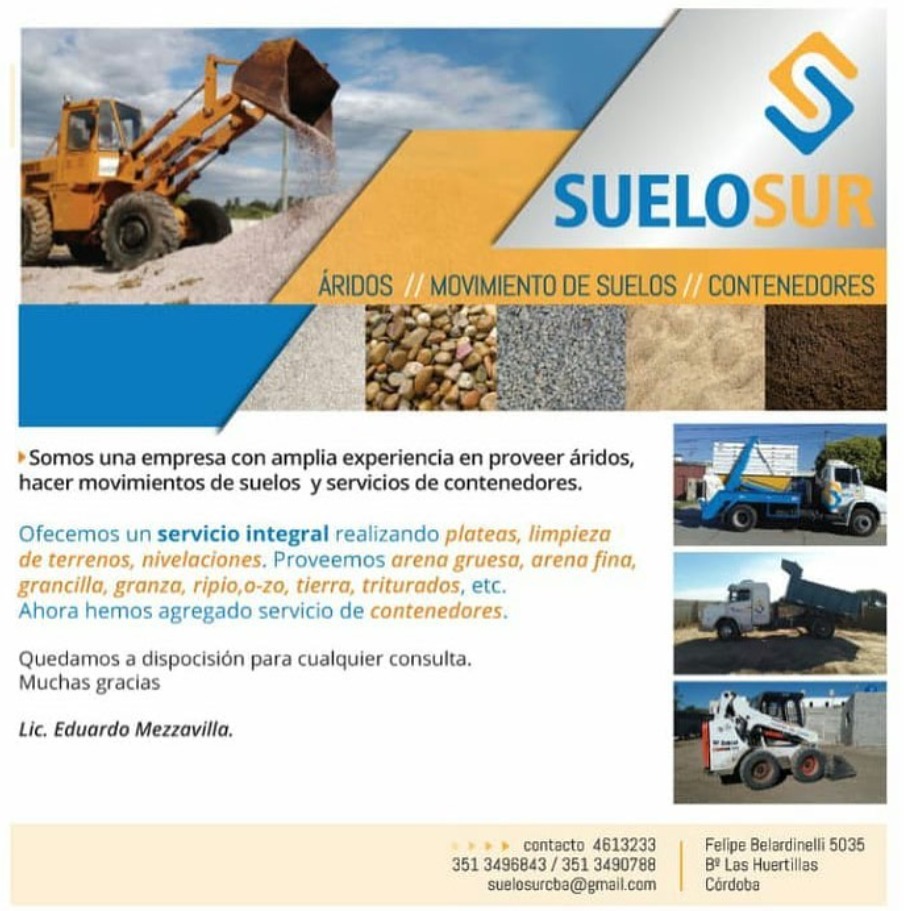 SUELOSUR
ÁRIDOS // MOVIMIENTO DE SUELOS // CONTENEDORES
Somos una empresa con amplia experiencia en proveer áridos,
hacer movimientos de suelos y servicios de contenedores.
Ofecemos un servicio integral realizando plateas, limpieza
de terrenos, nivelaciones. Proveemos arena gruesa, arena fina,
grancilla, granza, ripio,o-zo, tierra, triturados, etc.
Ahora hemos agregado servicio de contenedores.
Quedamos a dispocisión para cualquier consulta.
Muchas gracias
Lic. Eduardo Mezzavilla.
contacto 4613233
351 3496843 / 351 3490788
suelosurcba@gmail.com
Felipe Belardinelli 5035
Bº Las Huertillas
Córdoba